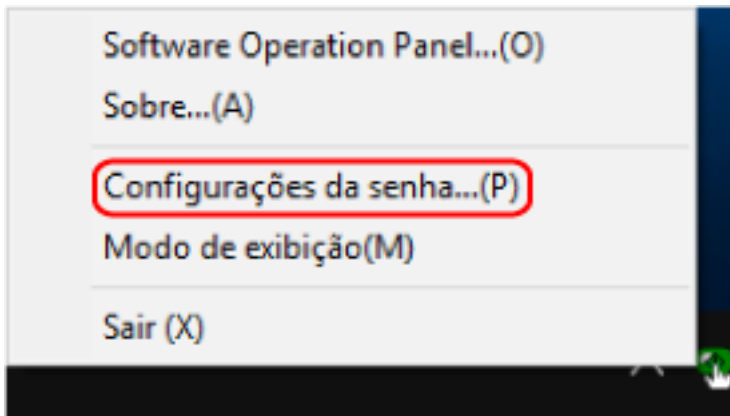 Software Operation Panel...(O)
Sobre...(A)
Configurações da senha...(P)
Modo de exibição(M)
Sair (X)